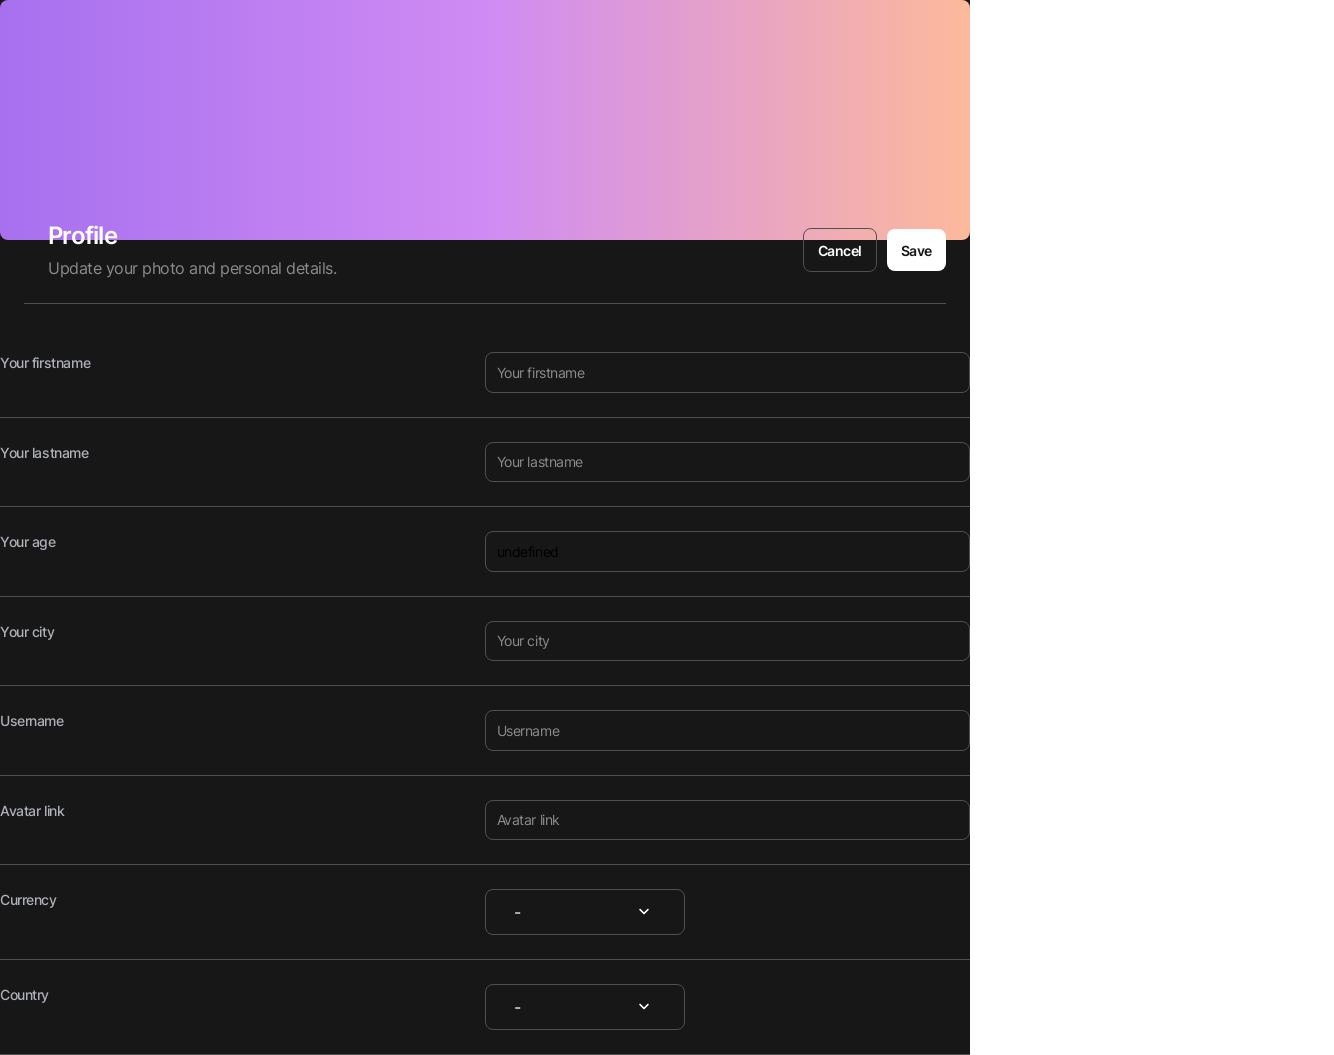 Profile
Update your photo and personal details.
Cancel
Save
Your firstname
Your firstname
Your lastname
Your lastname
Your age
undefined
Your city
Your city
Username
Username
Avatar link
Avatar link
Currency
-
Country
-